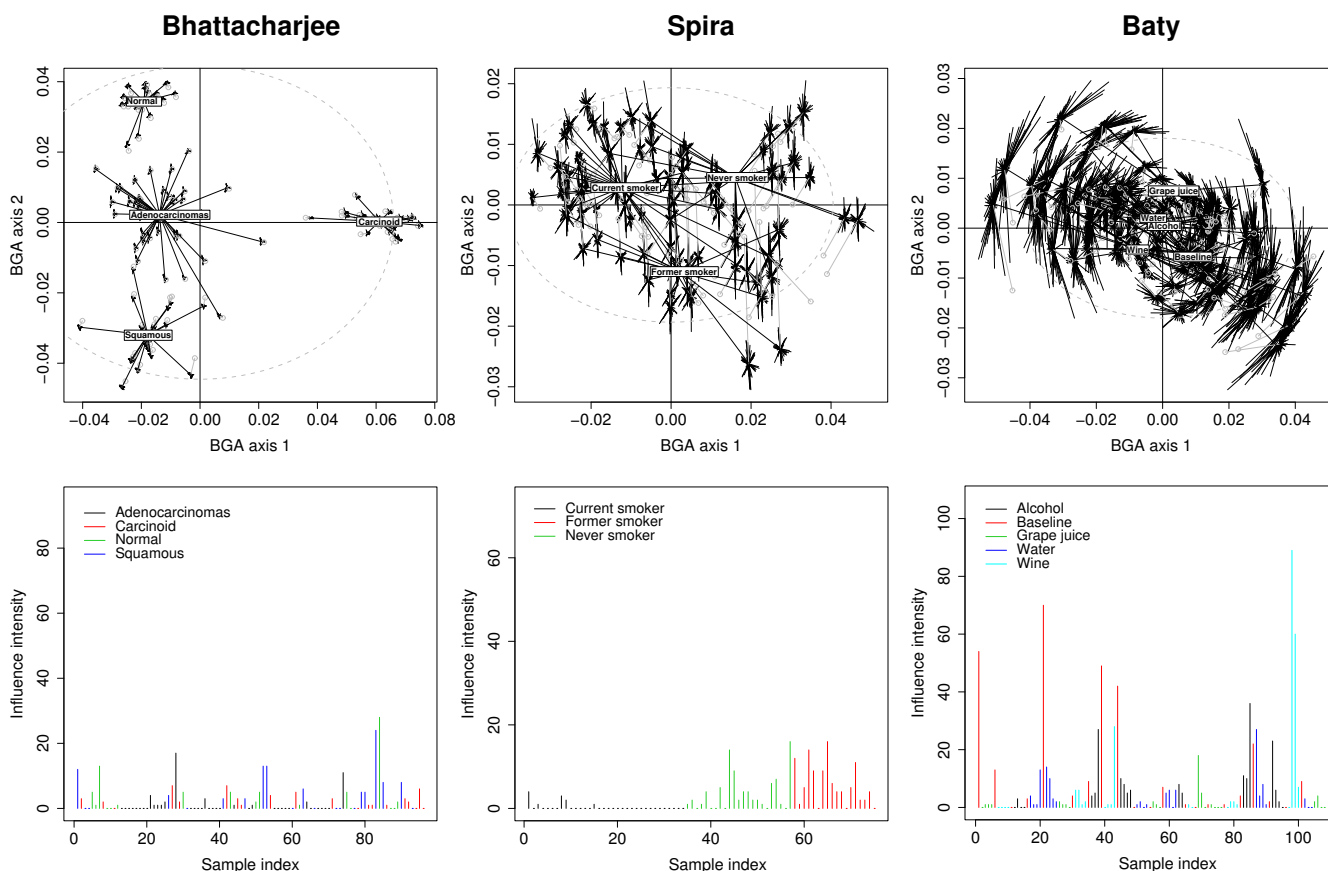 Bhattacharjee
Spira
Baty
BGA axis 2
0.04
0.02
0.00
−0.02
−0.04
Normal
Adenocarcinomas
Carcinoid
Squamous
−0.04 −0.02 0.00 0.02 0.04 0.06 0.08
BGA axis 1
BGA axis 2
0.02
0.01
0.00
−0.01
−0.02
−0.03
Never smoker
Current smoker
Former smoker
−0.02 0.00 0.02 0.04
BGA axis 1
BGA axis 2
0.03
0.02
0.01
0.00
−0.01
−0.02
−0.03
Grape juice
Water
Alcohol
Wine
Baseline
−0.04 −0.02 0.00 0.02 0.04
BGA axis 1
Influence intensity
80
60
40
20
0
Adenocarcinomas
Carcinoid
Normal
Squamous
0 20 40 60 80
Sample index
Influence intensity
60
40
20
0
Current smoker
Former smoker
Never smoker
0 20 40 60
Sample index
Influence intensity
100
80
60
40
20
0
Alcohol
Baseline
Grape juice
Water
Wine
0 20 40 60 80 100
Sample index